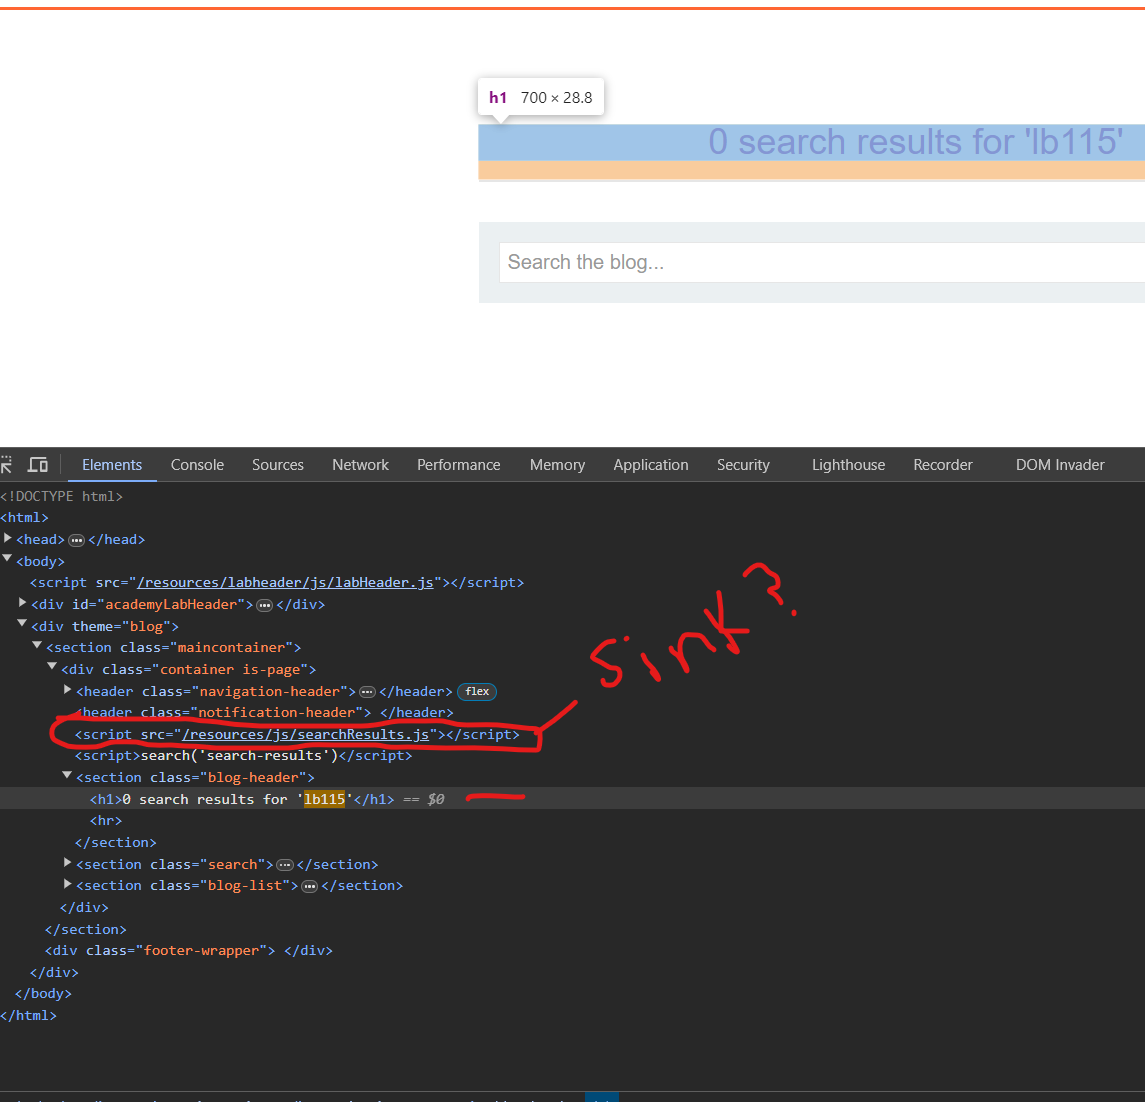 h1 700 × 28.8
0 search results for 'lb115'
Search the blog...
Elements Console Sources Network Performance Memory Application Security Lighthouse Recorder DOM Invader
<!DOCTYPE html>
<html>
<head> ••• </head>
<body>
<script src="/resources/labheader/js/labHeader.js"></script>
<div id="academyLabHeader"> ••• </div>
<div theme="blog">
<section class="maincontainer">
<div class="container is-page">
<header class="navigation-header"> ••• </header> flex
<header class="notification-header"> </header>
<script src="/resources/js/searchResults.js"></script>
Sink?
<script>search('search-results')</script>
<section class="blog-header">
<h1>0 search results for 'lb115'</h1> == $0
<hr>
</section>
<section class="search"> ••• </section>
<section class="blog-list"> ••• </section>
</div>
</section>
<div class="footer-wrapper"> </div>
</div>
</body>
</html>